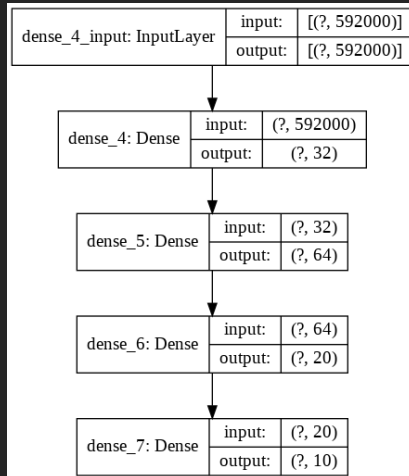 dense_4_input: InputLayer
input: [(?, 592000)]
output: [(?, 592000)]
dense_4: Dense
input: (?, 592000)
output: (?, 32)
dense_5: Dense
input: (?, 32)
output: (?, 64)
dense_6: Dense
input: (?, 64)
output: (?, 20)
dense_7: Dense
input: (?, 20)
output: (?, 10)